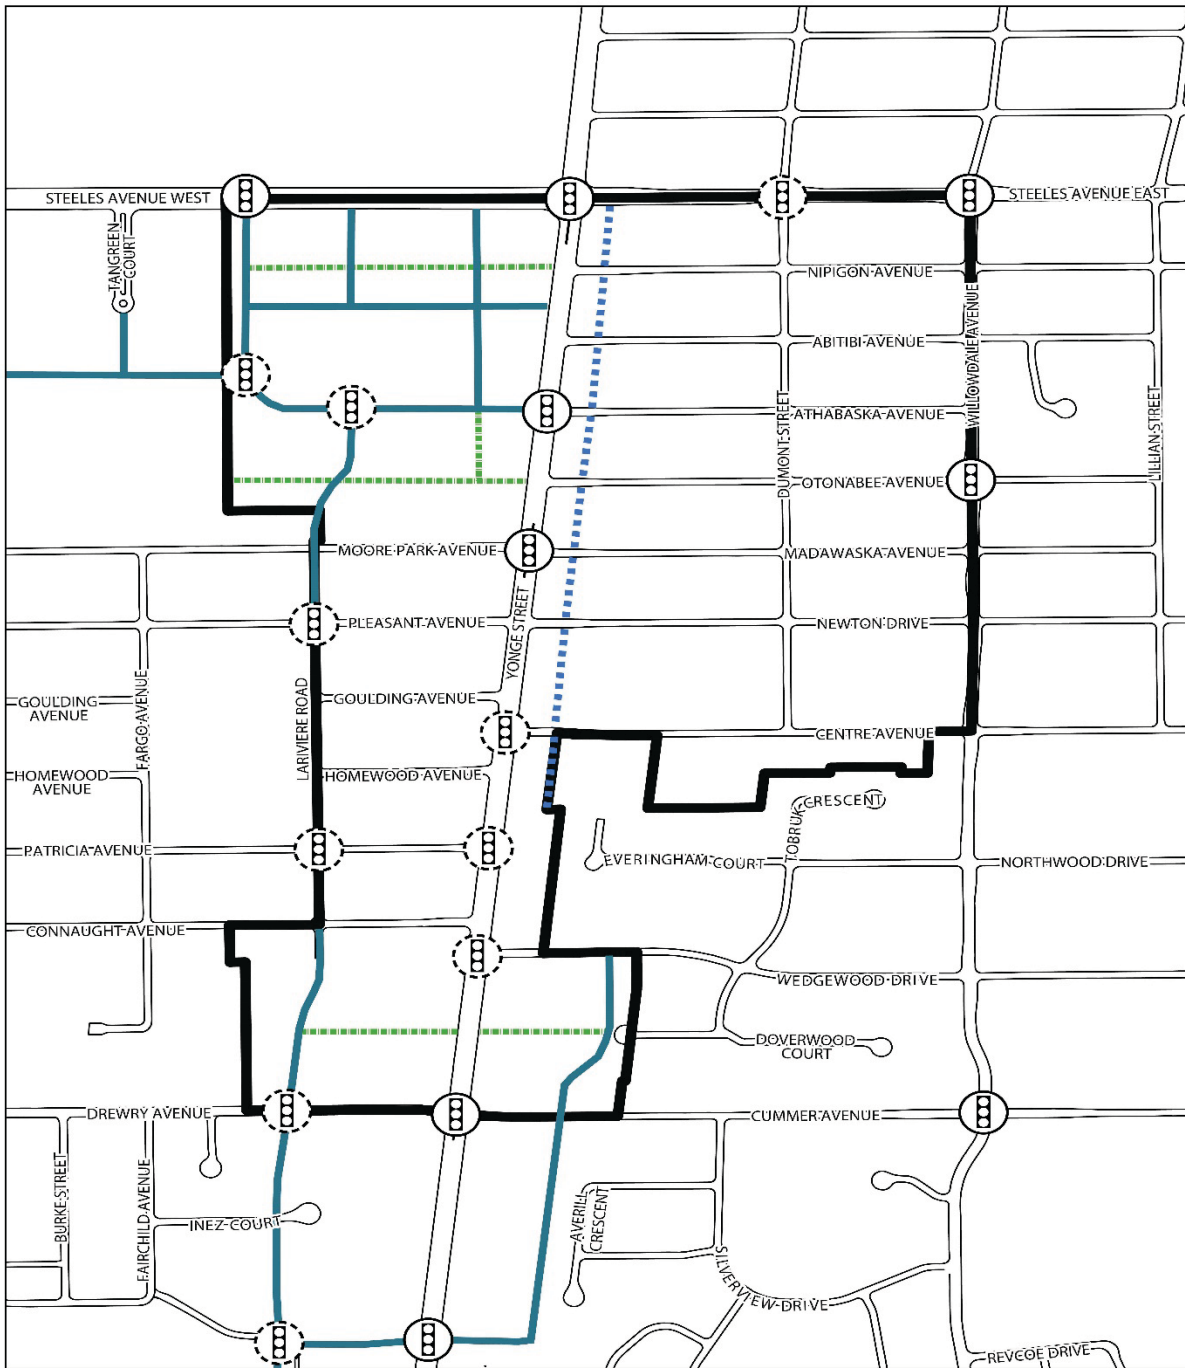 STEELES AVENUE WEST
STEELES AVENUE EAST
TANGREEN
COURT
NIPIGON AVENUE
WILLOWDALE AVENUE
ABITIBI AVENUE
DUMONT STREET
ATHABASKA AVENUE
LILLIAN STREET
OTONABEE AVENUE
MOORE PARK AVENUE
MADAWASKA AVENUE
YONGE STREET
PLEASANT AVENUE
NEWTON DRIVE
GOULDING
AVENUE
FARGO AVENUE
LARIVIERE ROAD
GOULDING AVENUE
CENTRE AVENUE
HOMEWOOD
AVENUE
HOMEWOOD AVENUE
TOBRUK
CRESCENT
PATRICIA AVENUE
EVERINGHAM COURT
NORTHWOOD DRIVE
CONNAUGHT AVENUE
WEDGEWOOD DRIVE
DOVERWOOD
COURT
DREWRY AVENUE
CUMMER AVENUE
BURKE STREET
FAIRCHILD AVENUE
INEZ COURT
AVERILL
CRESCENT
SILVERVIEW DRIVE
REVCOE DRIVE